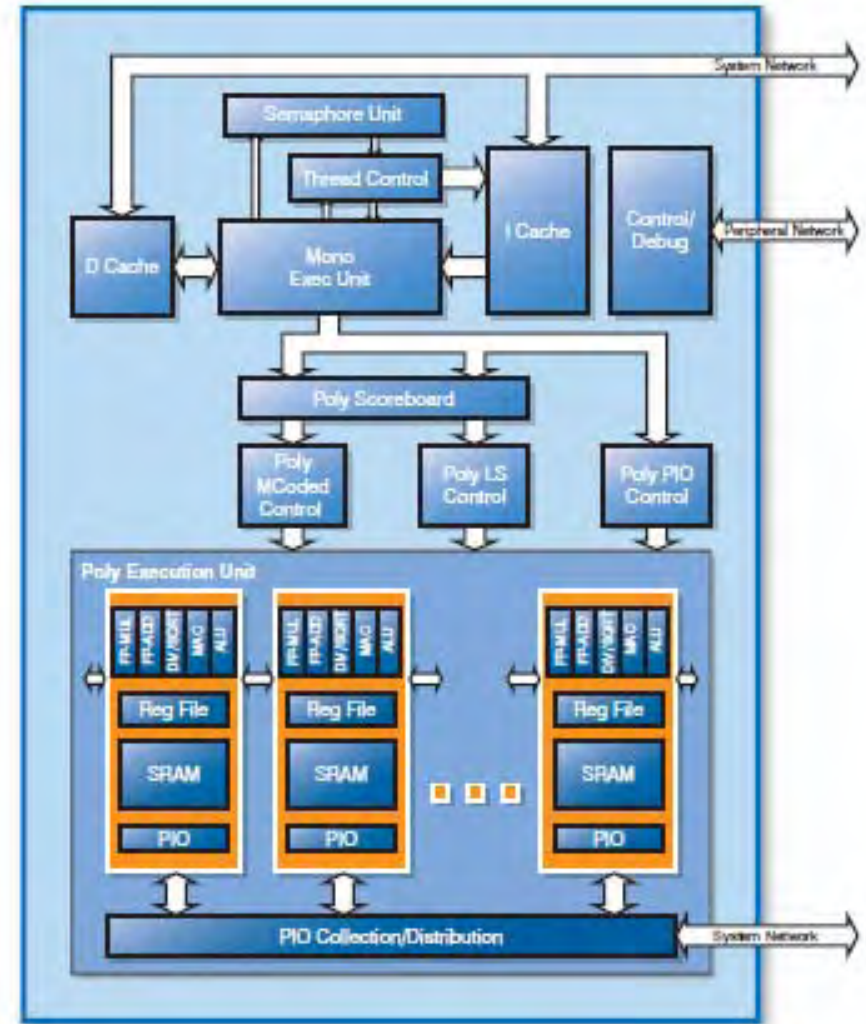 System Network
Semaphore Unit
Thread Control
I Cache
Control/
Debug
Peripheral Network
D Cache
Mono
Exec Unit
Poly Scoreboard
Poly
MCoded
Control
Poly LS
Control
Poly PIO
Control
Poly Execution Unit
FP-MUL
FP-ADD
DIV/SQRT
MAC
ALU
FP-MUL
FP-ADD
DIV/SQRT
MAC
ALU
FP-MUL
FP-ADD
DIV/SQRT
MAC
ALU
Reg File
Reg File
Reg File
SRAM
SRAM
SRAM
PIO
PIO
PIO
PIO Collection/Distribution
System Network